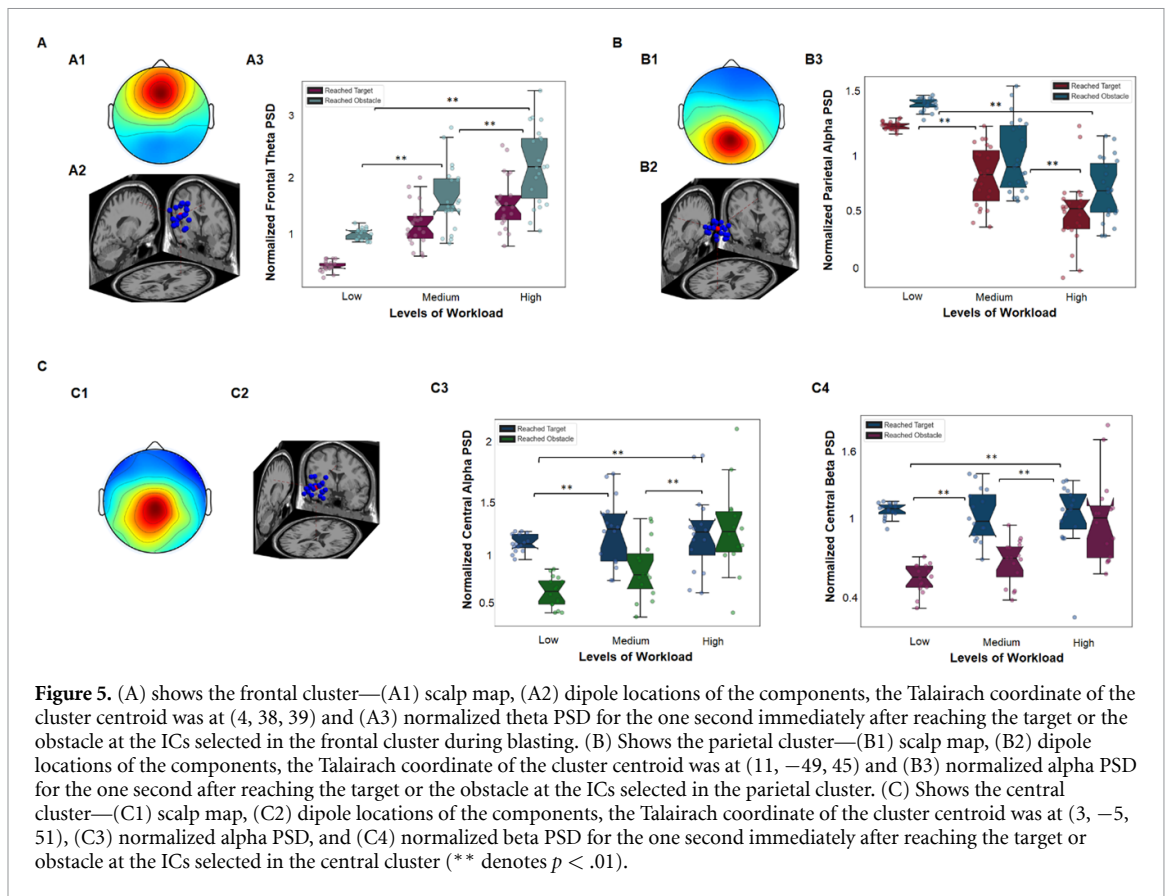 A
A1
A2
A3
Normalized Frontal Theta PSD
3
2
1
Reached Target
Reached Obstacle
**
**
**
Low Medium High
Levels of Workload
B
B1
B2
B3
Normalized Parietal Alpha PSD
1.5
1
0.5
0
Reached Target
Reached Obstacle
**
**
**
Low Medium High
Levels of Workload
C
C1
C2
C3
Normalized Central Alpha PSD
2
1.5
1
0.5
Reached Target
Reached Obstacle
**
**
**
Low Medium High
Levels of Workload
C4
Normalized Central Beta PSD
1.6
1
0.4
Reached Target
Reached Obstacle
**
**
**
Low Medium High
Levels of Workload
Figure 5. (A) shows the frontal cluster—(A1) scalp map, (A2) dipole locations of the components, the Talairach coordinate of the
cluster centroid was at (4, 38, 39) and (A3) normalized theta PSD for the one second immediately after reaching the target or the
obstacle at the ICs selected in the frontal cluster during blasting. (B) Shows the parietal cluster—(B1) scalp map, (B2) dipole
locations of the components, the Talairach coordinate of the cluster centroid was at (11, −49, 45) and (B3) normalized alpha PSD
for the one second after reaching the target or the obstacle at the ICs selected in the parietal cluster. (C) Shows the central
cluster—(C1) scalp map, (C2) dipole locations of the components, the Talairach coordinate of the cluster centroid was at (3, −5,
51), (C3) normalized alpha PSD, and (C4) normalized beta PSD for the one second immediately after reaching the target or
obstacle at the ICs selected in the central cluster (** denotes p < .01).